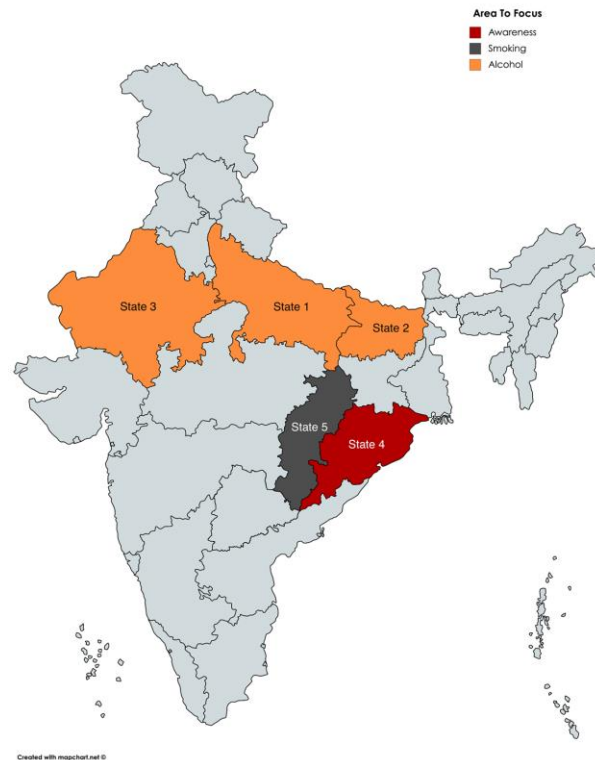 Area To Focus
Awareness
Smoking
Alcohol
State 3
State 1
State 2
State 5
State 4
Created with mapchart.net ©